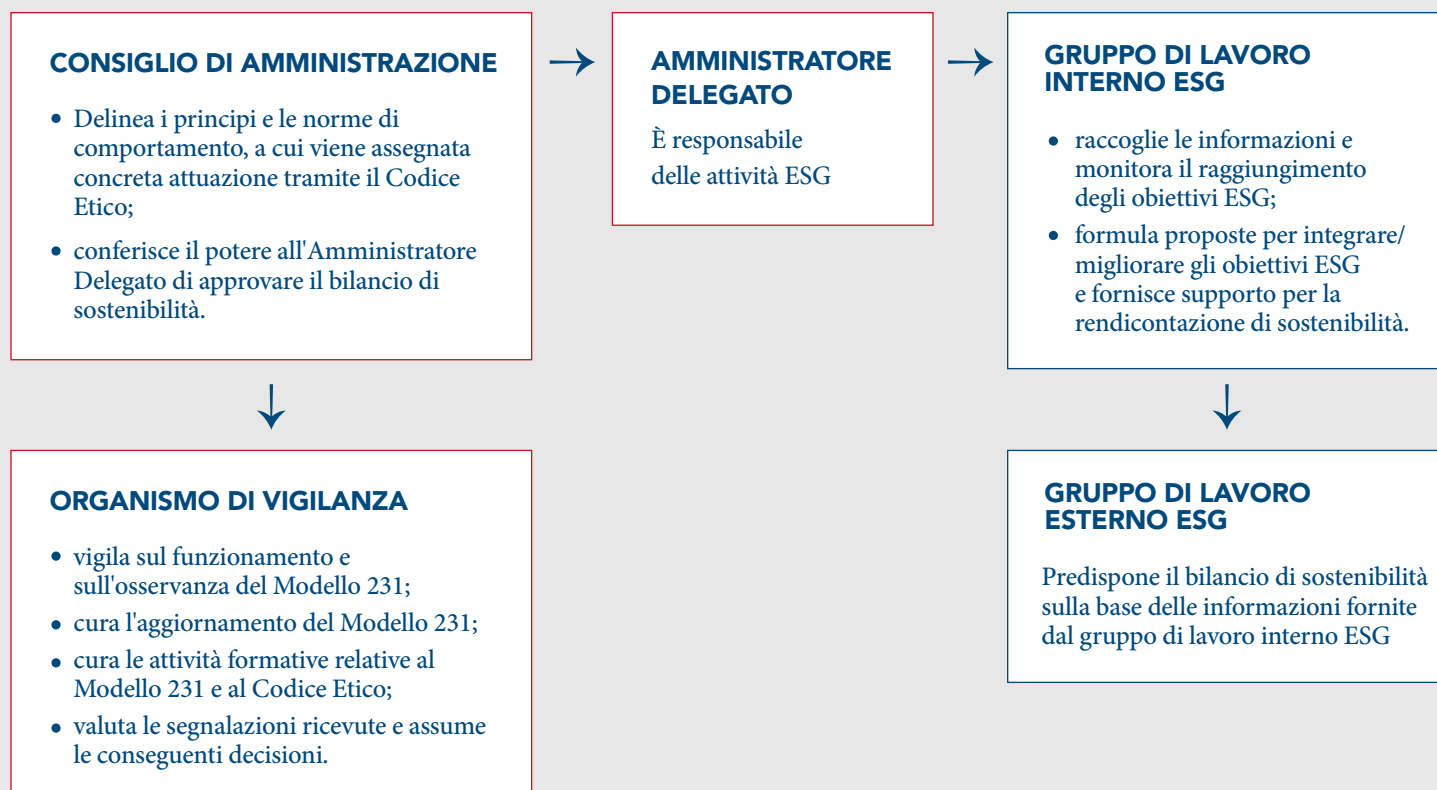 CONSIGLIO DI AMMINISTRAZIONE
• Delinea i principi e le norme di
comportamento, a cui viene assegnata
concreta attuazione tramite il Codice
Etico;
• conferisce il potere all'Amministratore
Delegato di approvare il bilancio di
sostenibilità.
AMMINISTRATORE
DELEGATO
È responsabile
delle attività ESG
GRUPPO DI LAVORO
INTERNO ESG
• raccoglie le informazioni e
monitora il raggiungimento
degli obiettivi ESG;
• formula proposte per integrare/
migliorare gli obiettivi ESG
e fornisce supporto per la
rendicontazione di sostenibilità.
ORGANISMO DI VIGILANZA
• vigila sul funzionamento e
sull'osservanza del Modello 231;
• cura l'aggiornamento del Modello 231;
• cura le attività formative relative al
Modello 231 e al Codice Etico;
• valuta le segnalazioni ricevute e assume
le conseguenti decisioni.
GRUPPO DI LAVORO
ESTERNO ESG
Predispone il bilancio di sostenibilità
sulla base delle informazioni fornite
dal gruppo di lavoro interno ESG